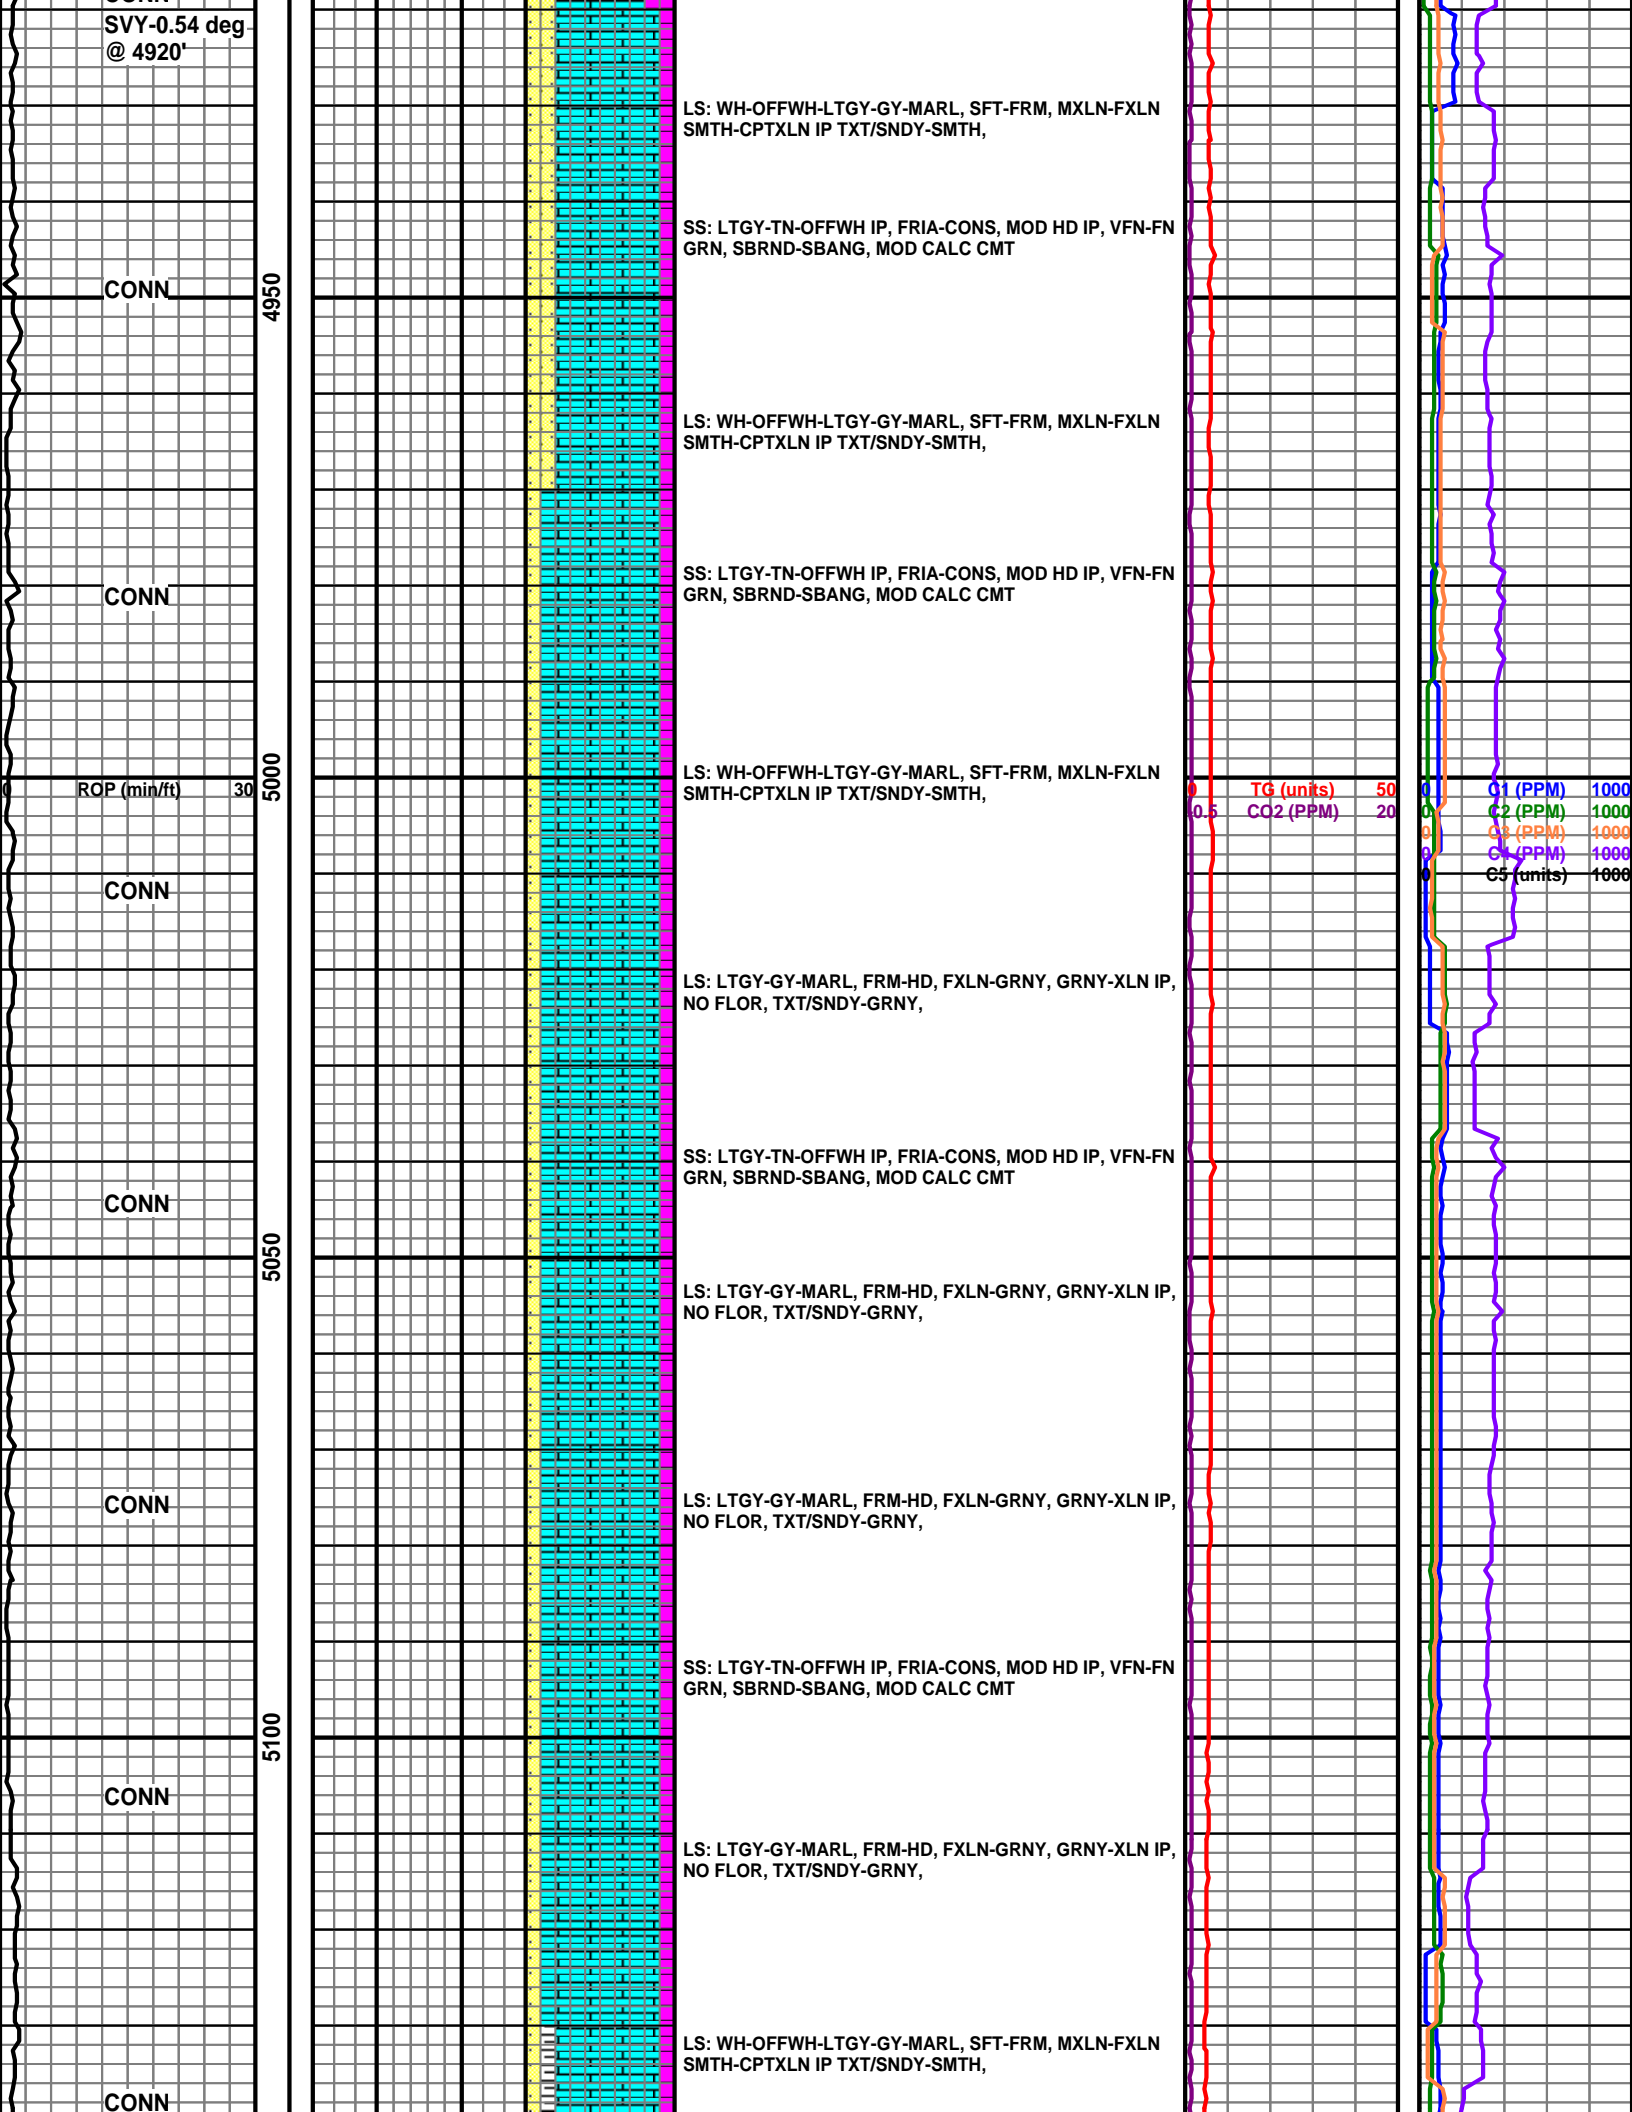 SVY-0.54 deg
@ 4920'
LS: WH-OFFWH-LTGY-GY-MARL, SFT-FRM, MXLN-FXLN
SMTH-CPTXLN IP TXT/SNDY-SMTH,
SS: LTGY-TN-OFFWH IP, FRIA-CONS, MOD HD IP, VFN-FN
GRN, SBRND-SBANG, MOD CALC CMT
CONN
4950
LS: WH-OFFWH-LTGY-GY-MARL, SFT-FRM, MXLN-FXLN
SMTH-CPTXLN IP TXT/SNDY-SMTH,
SS: LTGY-TN-OFFWH IP, FRIA-CONS, MOD HD IP, VFN-FN
GRN, SBRND-SBANG, MOD CALC CMT
CONN
LS: WH-OFFWH-LTGY-GY-MARL, SFT-FRM, MXLN-FXLN
SMTH-CPTXLN IP TXT/SNDY-SMTH,
0 ROP (min/ft) 30
5000
0 TG (units) 50
-0.5 CO2 (PPM) 20
0 C1 (PPM) 1000
0 C2 (PPM) 1000
0 C3 (PPM) 1000
0 C4 (PPM) 1000
0 C5 (units) 1000
CONN
LS: LTGY-GY-MARL, FRM-HD, FXLN-GRNY, GRNY-XLN IP,
NO FLOR, TXT/SNDY-GRNY,
SS: LTGY-TN-OFFWH IP, FRIA-CONS, MOD HD IP, VFN-FN
GRN, SBRND-SBANG, MOD CALC CMT
CONN
5050
LS: LTGY-GY-MARL, FRM-HD, FXLN-GRNY, GRNY-XLN IP,
NO FLOR, TXT/SNDY-GRNY,
CONN
LS: LTGY-GY-MARL, FRM-HD, FXLN-GRNY, GRNY-XLN IP,
NO FLOR, TXT/SNDY-GRNY,
SS: LTGY-TN-OFFWH IP, FRIA-CONS, MOD HD IP, VFN-FN
GRN, SBRND-SBANG, MOD CALC CMT
5100
CONN
LS: LTGY-GY-MARL, FRM-HD, FXLN-GRNY, GRNY-XLN IP,
NO FLOR, TXT/SNDY-GRNY,
LS: WH-OFFWH-LTGY-GY-MARL, SFT-FRM, MXLN-FXLN
SMTH-CPTXLN IP TXT/SNDY-SMTH,
CONN